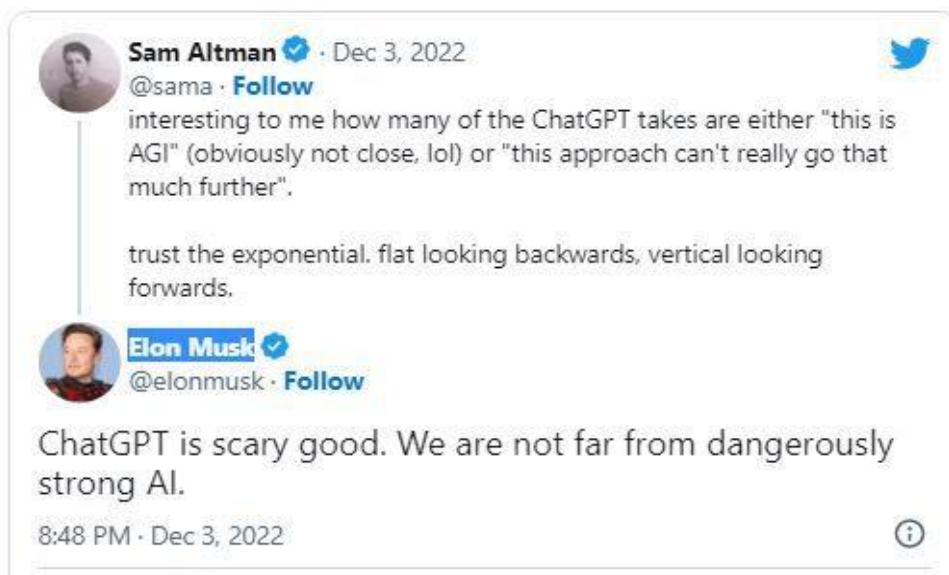 Sam Altman · Dec 3, 2022
@sama · Follow
interesting to me how many of the ChatGPT takes are either "this is
AGI" (obviously not close, lol) or "this approach can't really go that
much further".
trust the exponential. flat looking backwards, vertical looking
forwards.
Elon Musk
@elonmusk · Follow
ChatGPT is scary good. We are not far from dangerously
strong AI.
8:48 PM · Dec 3, 2022